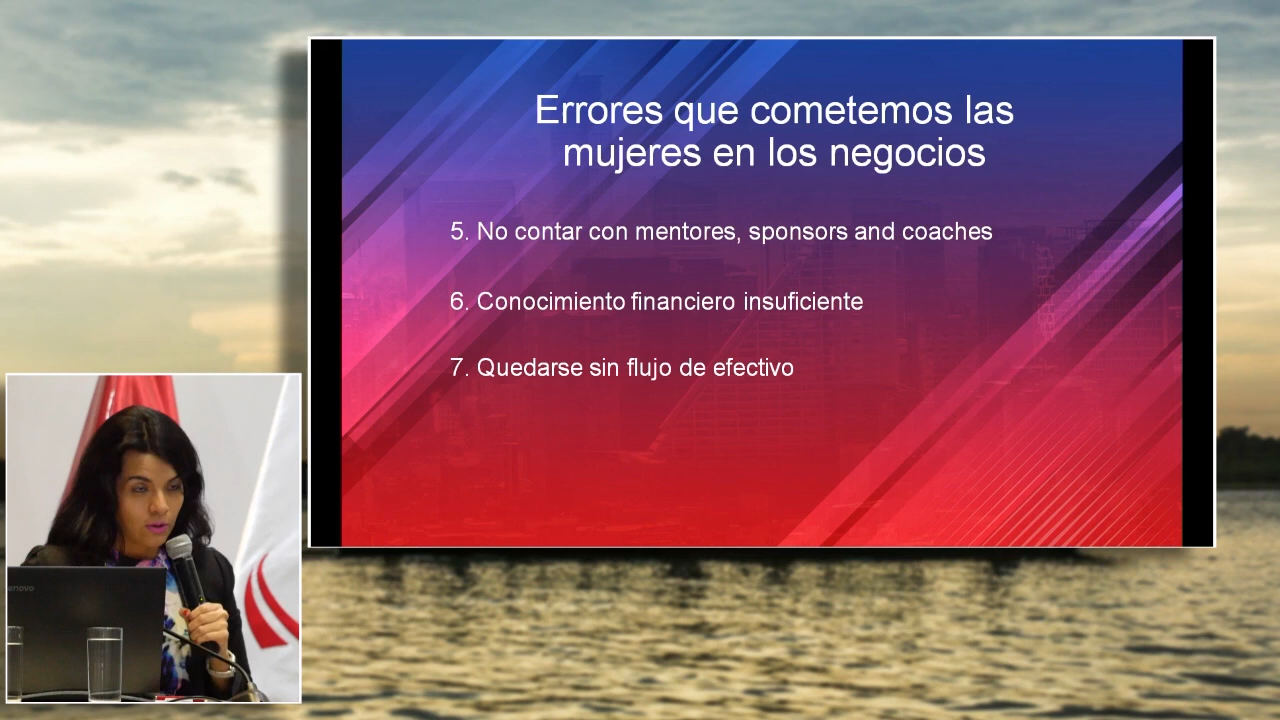 Errores que cometemos las
mujeres en los negocios
5. No contar con mentores, sponsors and coaches
6. Conocimiento financiero insuficiente
7. Quedarse sin flujo de efectivo
enovo